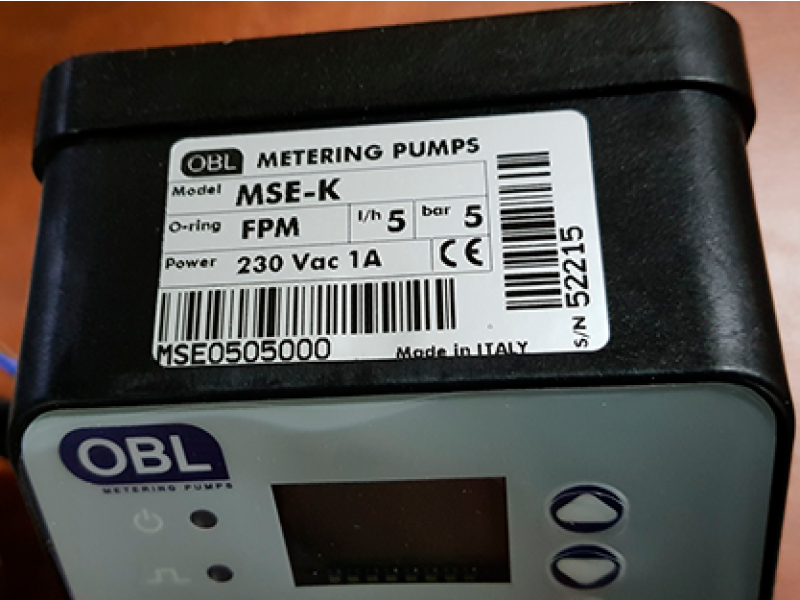 OBL METERING PUMPS
Model MSE-K
O-ring FPM l/h 5 bar 5
Power 230 Vac 1A CE
MSE0505000 Made in ITALY
S/N 52215
OBL
METERING PUMPS